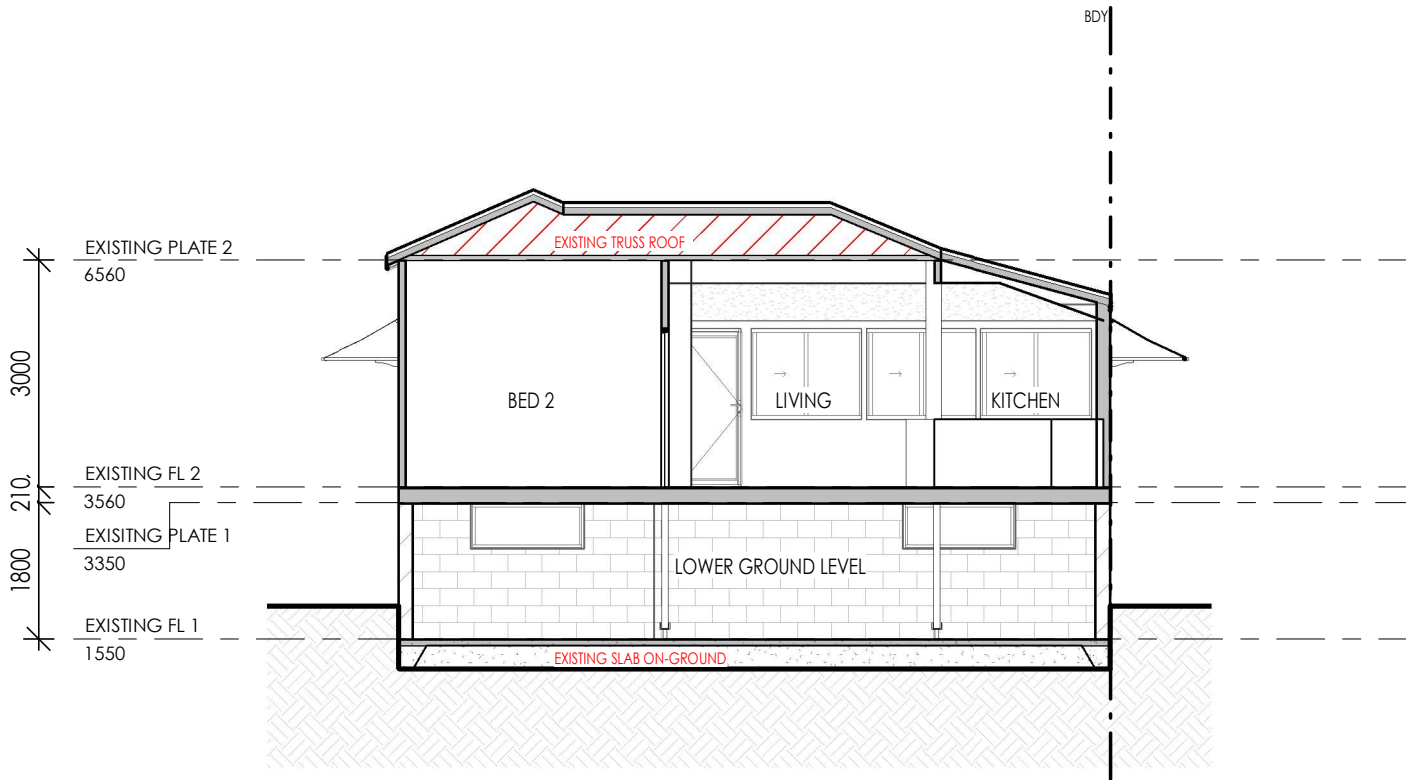 BDY
EXISTING PLATE 2
6560
EXISTING TRUSS ROOF
3000
BED 2
LIVING
KITCHEN
EXISTING FL 2
3560
210
EXISITNG PLATE 1
3350
1800
LOWER GROUND LEVEL
EXISTING FL 1
1550
EXISTING SLAB ON-GROUND